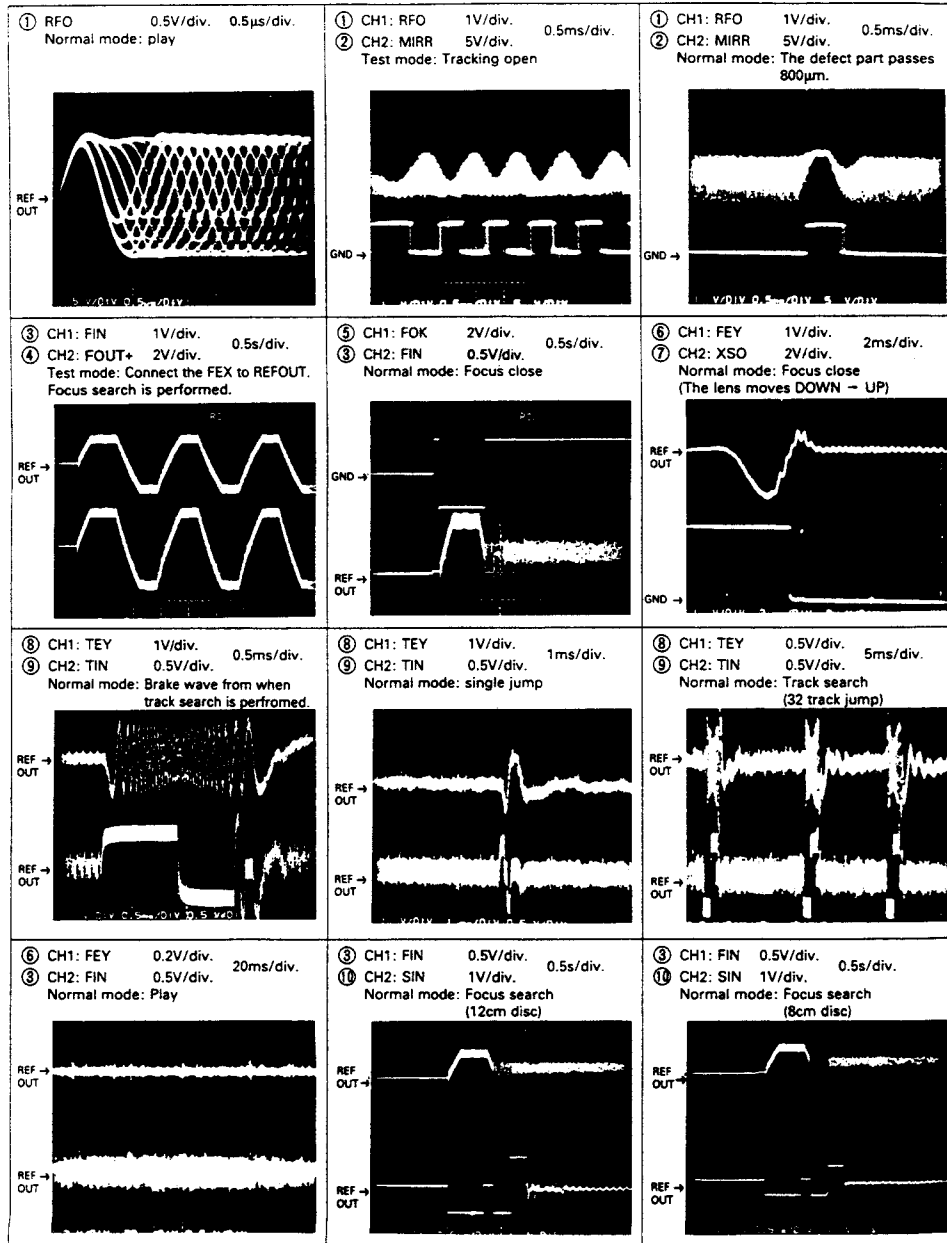 ① RFO 0.5V/div. 0.5µs/div.
Normal mode: play
REF →
OUT
① CH1: RFO 1V/div. 0.5ms/div.
② CH2: MIRR 5V/div.
Test mode: Tracking open
GND →
① CH1: RFO 1V/div. 0.5ms/div.
② CH2: MIRR 5V/div.
Normal mode: The defect part passes
800µm.
GND →
③ CH1: FIN 1V/div. 0.5s/div.
④ CH2: FOUT+ 2V/div.
Test mode: Connect the FEX to REFOUT.
Focus search is performed.
REF →
OUT
⑤ CH1: FOK 2V/div. 0.5s/div.
③ CH2: FIN 0.5V/div.
Normal mode: Focus close
GND →
REF →
OUT
⑥ CH1: FEY 1V/div. 2ms/div.
⑦ CH2: XSO 2V/div.
Normal mode: Focus close
(The lens moves DOWN – UP)
REF →
OUT
GND →
⑧ CH1: TEY 1V/div. 0.5ms/div.
⑨ CH2: TIN 0.5V/div.
Normal mode: Brake wave from when
track search is perfromed.
REF →
OUT
REF →
OUT
⑧ CH1: TEY 1V/div. 1ms/div.
⑨ CH2: TIN 0.5V/div.
Normal mode: single jump
REF →
OUT
REF →
OUT
⑧ CH1: TEY 0.5V/div. 5ms/div.
⑨ CH2: TIN 0.5V/div.
Normal mode: Track search
(32 track jump)
REF →
OUT
REF →
OUT
⑥ CH1: FEY 0.2V/div. 20ms/div.
③ CH2: FIN 0.5V/div.
Normal mode: Play
REF →
OUT
REF →
OUT
③ CH1: FIN 0.5V/div. 0.5s/div.
⑩ CH2: SIN 1V/div.
Normal mode: Focus search
(12cm disc)
REF →
OUT
REF →
OUT
③ CH1: FIN 0.5V/div. 0.5s/div.
⑩ CH2: SIN 1V/div.
Normal mode: Focus search
(8cm disc)
REF →
OUT
REF →
OUT